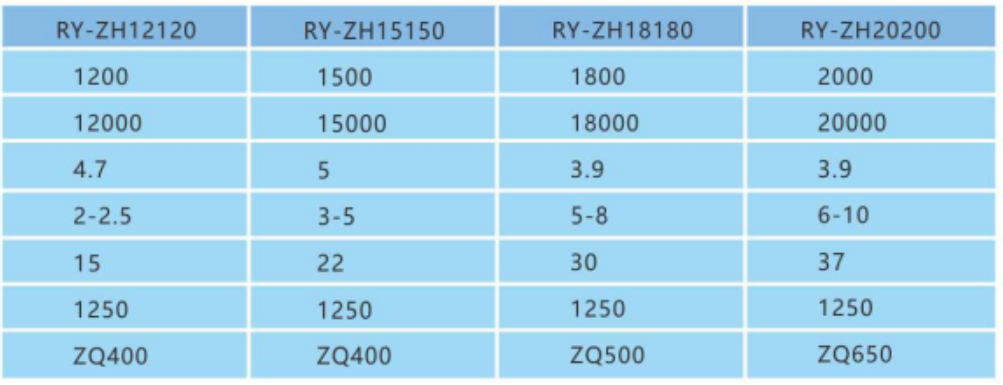 RY-ZH12120 RY-ZH15150 RY-ZH18180 RY-ZH20200
1200 1500 1800 2000
12000 15000 18000 20000
4.7 5 3.9 3.9
2-2.5 3-5 5-8 6-10
15 22 30 37
1250 1250 1250 1250
ZQ400 ZQ400 ZQ500 ZQ650